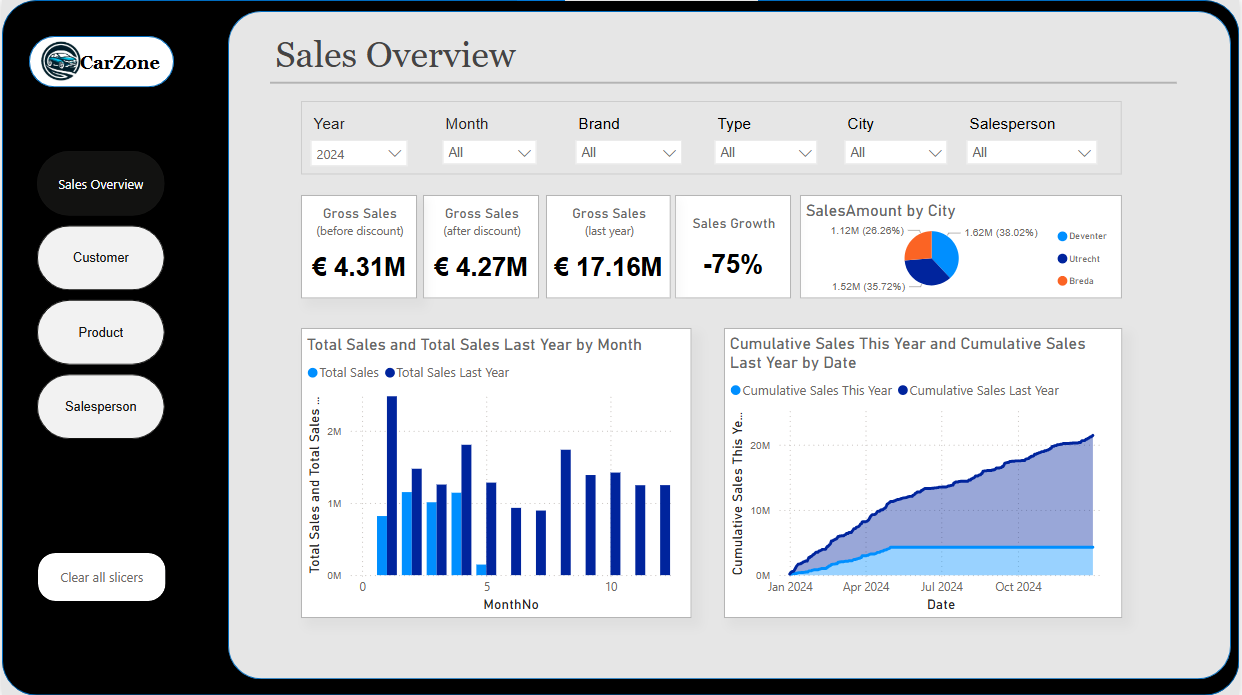 CarZone
Sales Overview
Customer
Product
Salesperson
Clear all slicers
Sales Overview
Year
Month
Brand
Type
City
Salesperson
2024
All
All
All
All
All
Gross Sales
(before discount)
€ 4.31M
Gross Sales
(after discount)
€ 4.27M
Gross Sales
(last year)
€ 17.16M
Sales Growth
-75%
SalesAmount by City
1.12M (26.26%)
1.62M (38.02%)
1.52M (35.72%)
Deventer
Utrecht
Breda
Total Sales and Total Sales Last Year by Month
Total Sales
Total Sales Last Year
Total Sales and Total Sales ...
2M
1M
0M
0
5
10
MonthNo
Cumulative Sales This Year and Cumulative Sales
Last Year by Date
Cumulative Sales This Year
Cumulative Sales Last Year
Cumulative Sales This Ye...
20M
10M
0M
Jan 2024
Apr 2024
Jul 2024
Oct 2024
Date